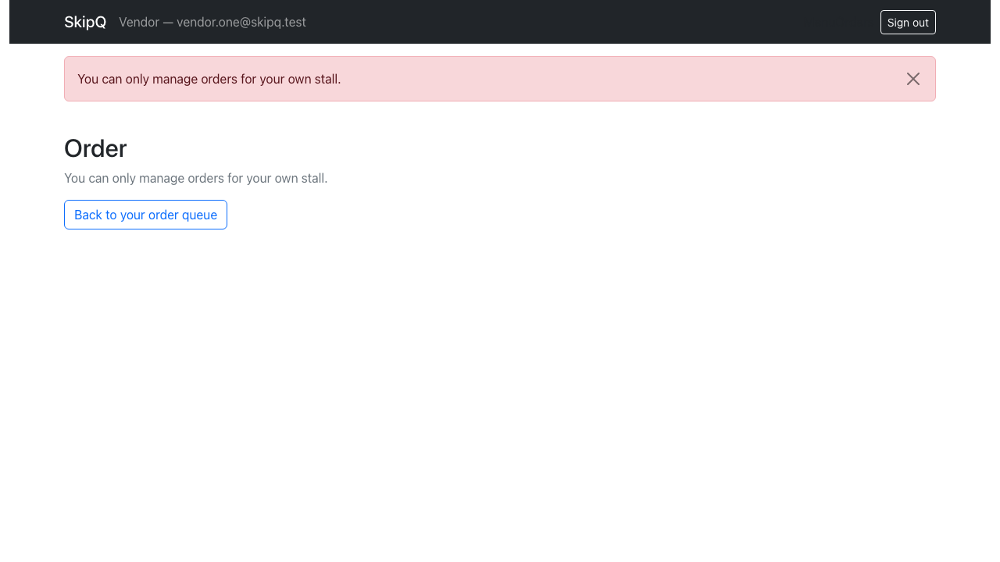 SkipQ Vendor — vendor.one@skipq.test Sign out
You can only manage orders for your own stall.
Order
You can only manage orders for your own stall.
Back to your order queue